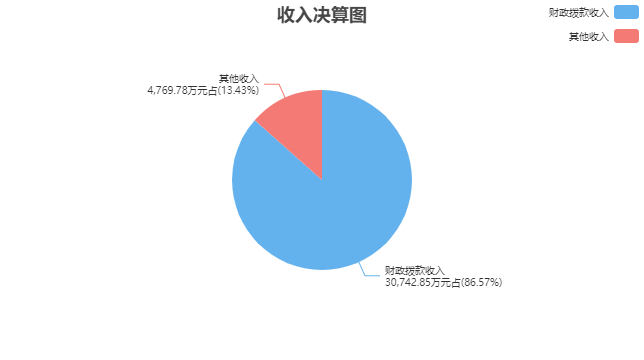 收入决算图
财政拨款收入
其他收入
其他收入
4,769.78万元占(13.43%)
财政拨款收入
30,742.85万元占(86.57%)